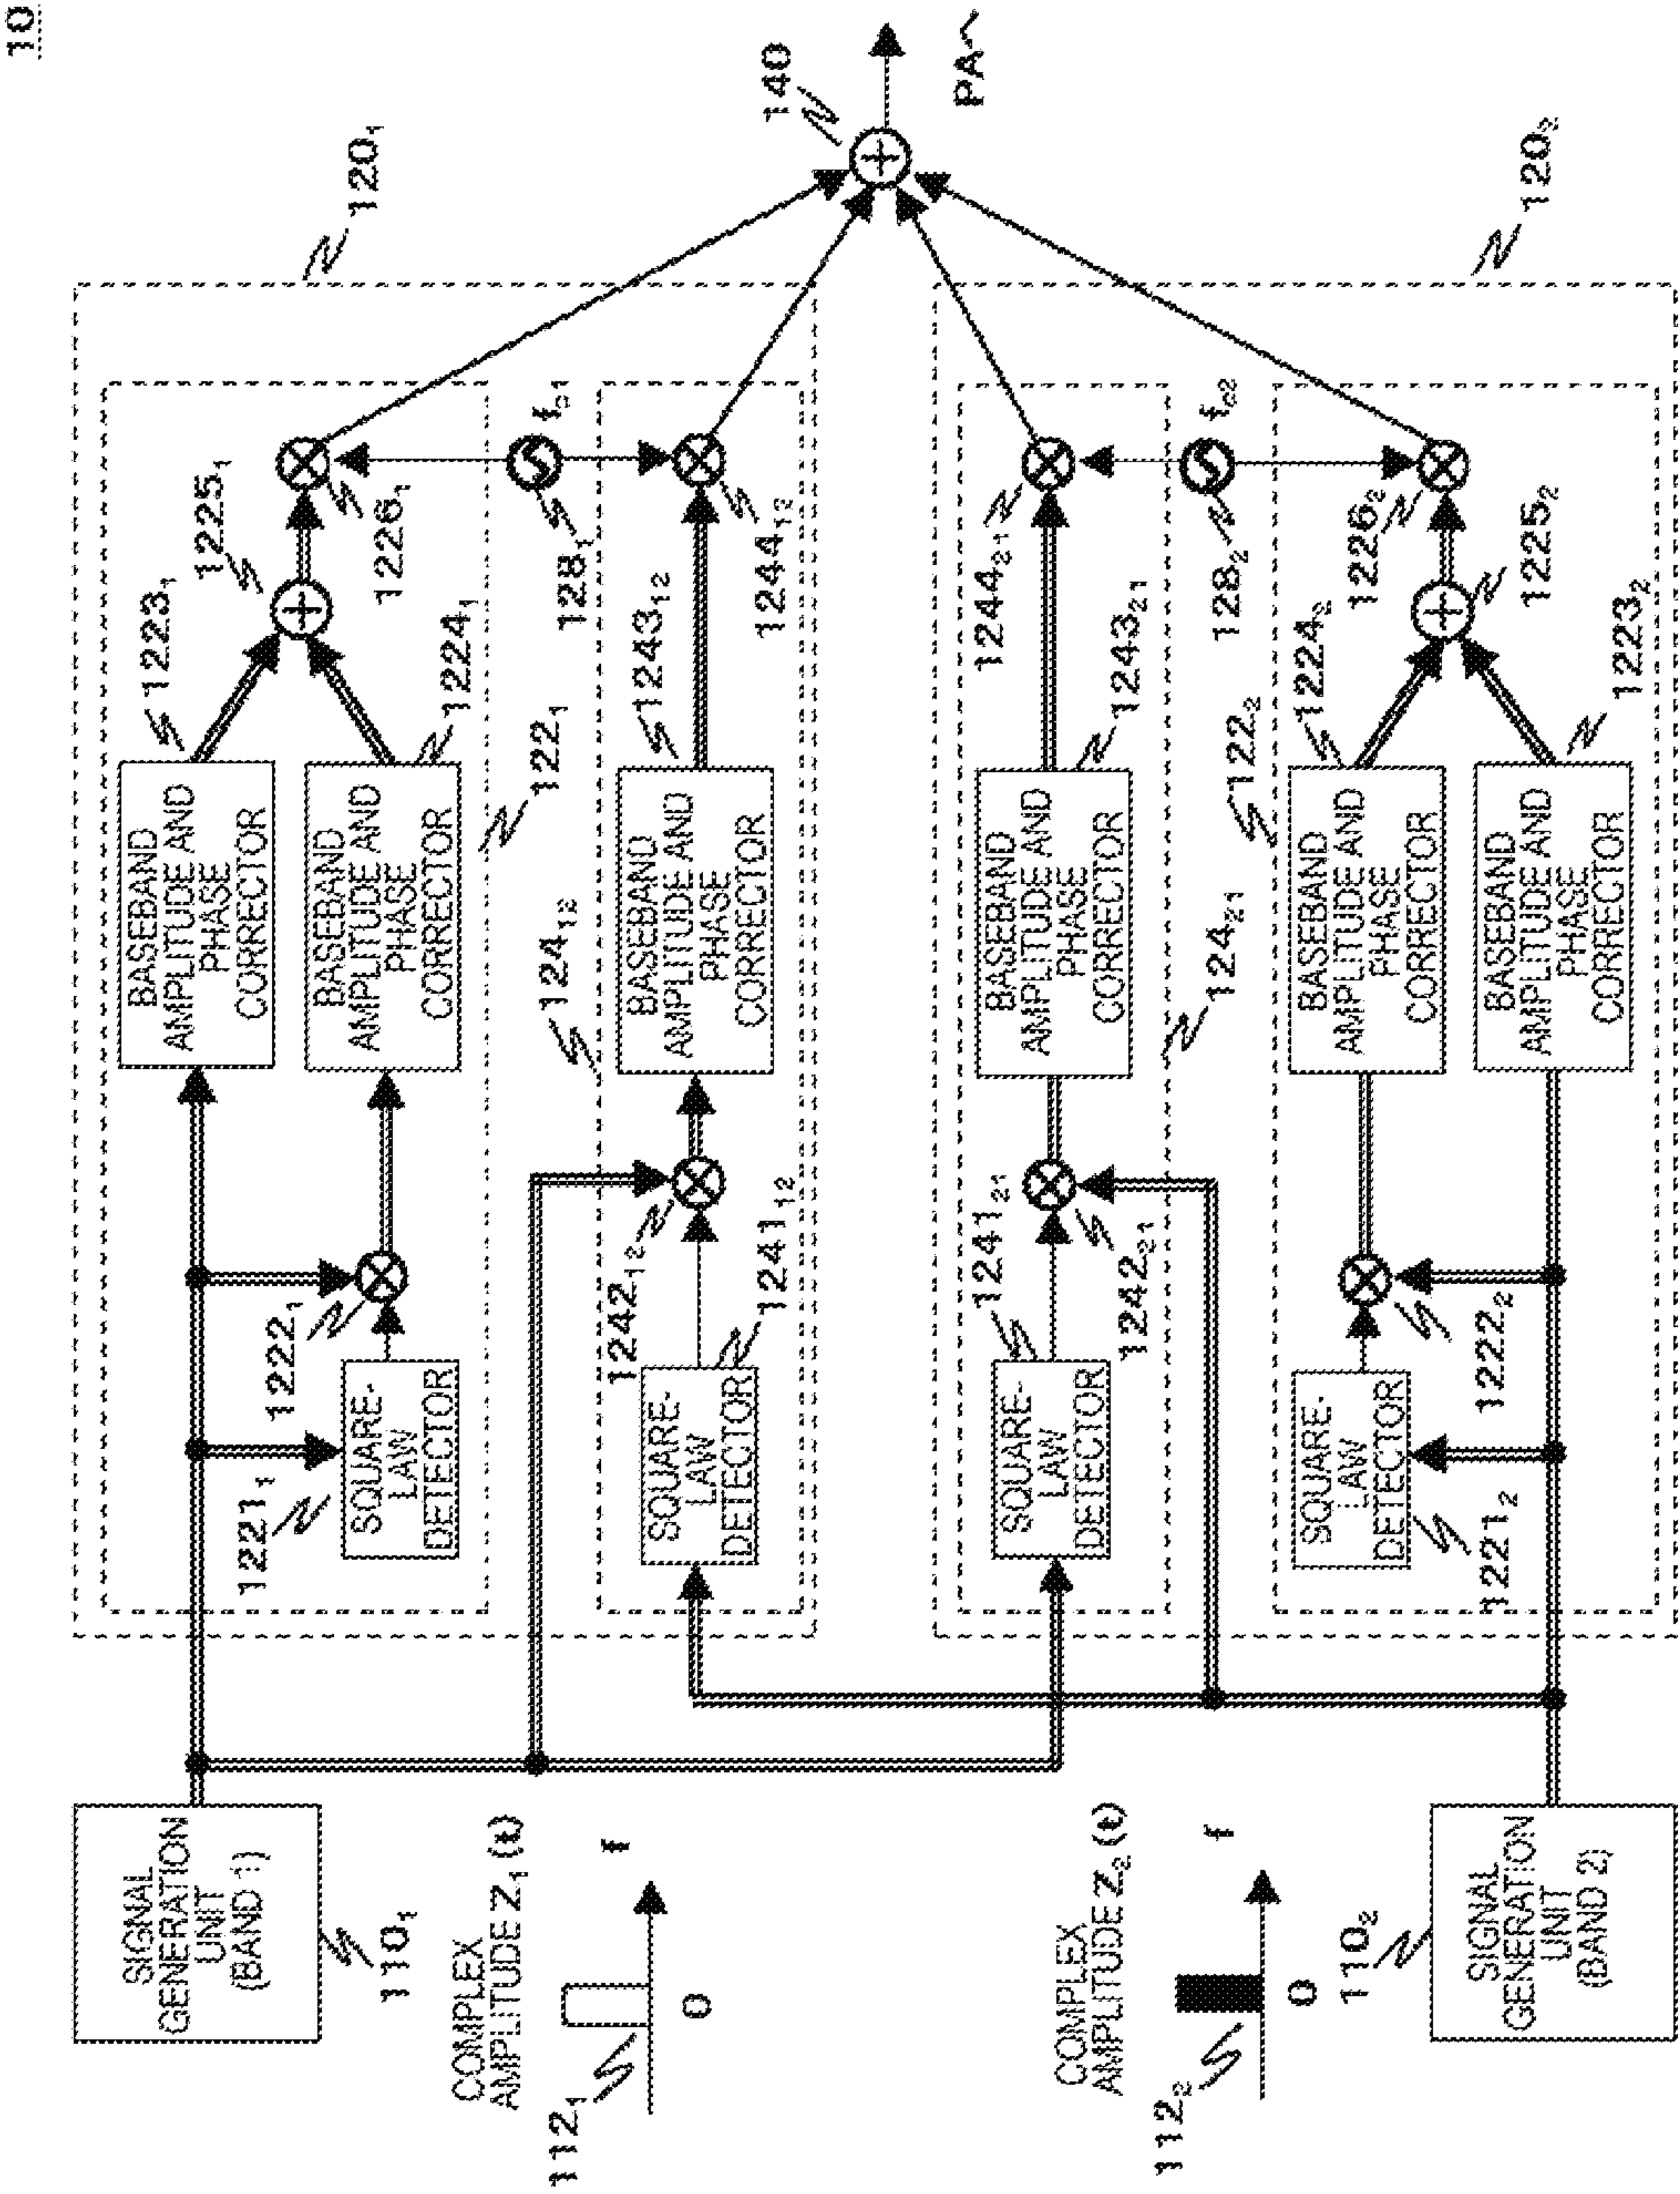 10
SIGNAL
GENERATION
UNIT
(BAND 1)
110₁
COMPLEX
AMPLITUDE Z₁(t)
f
0
112₁
COMPLEX
AMPLITUDE Z₂(t)
f
0
112₂
110₂
SIGNAL
GENERATION
UNIT
(BAND 2)
120₁
1221₁
SQUARE-
LAW
DETECTOR
1222₁
BASEBAND
AMPLITUDE AND
PHASE
CORRECTOR
1223₁
BASEBAND
AMPLITUDE AND
PHASE
CORRECTOR
1224₁
122₁
1225₁
1226₁
f_c1
128₁
124₁₂
SQUARE-
LAW
DETECTOR
1241₁₂
1242₁₂
BASEBAND
AMPLITUDE AND
PHASE
CORRECTOR
1243₁₂
1244₁₂
SQUARE-
LAW
DETECTOR
1241₂₁
1242₂₁
BASEBAND
AMPLITUDE AND
PHASE
CORRECTOR
1243₂₁
1244₂₁
124₂₁
f_c2
128₂
122₂
SQUARE-
LAW
DETECTOR
1221₂
1222₂
BASEBAND
AMPLITUDE AND
PHASE
CORRECTOR
1224₂
BASEBAND
AMPLITUDE AND
PHASE
CORRECTOR
1223₂
1225₂
1226₂
120₂
140
PA